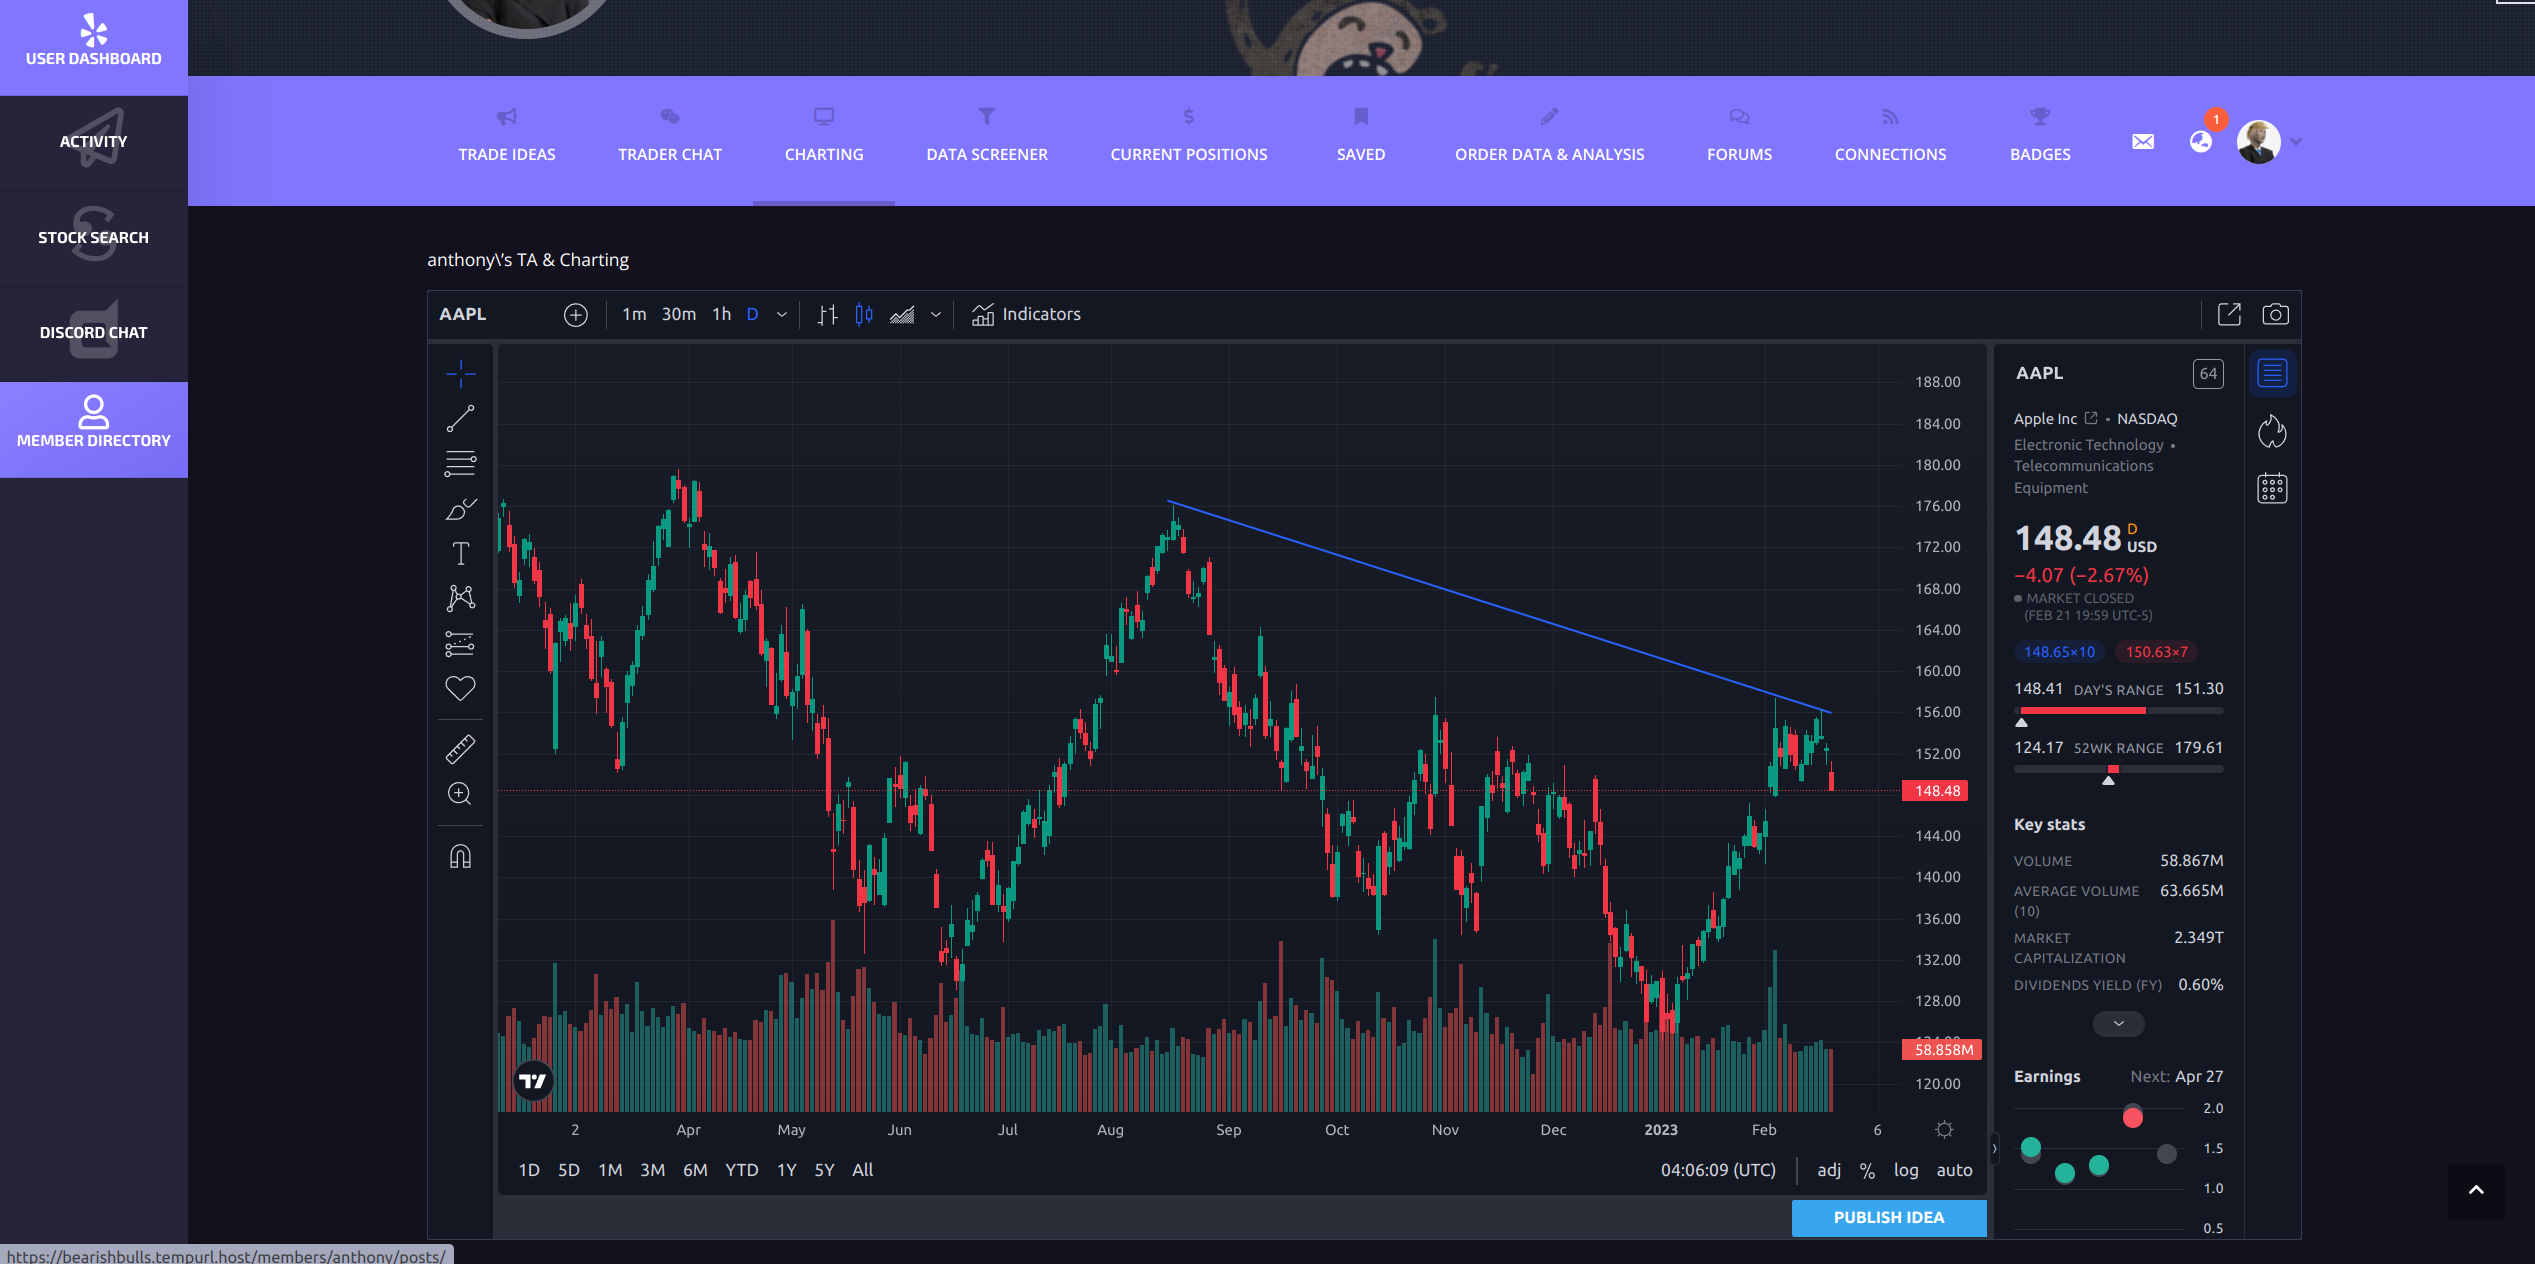 USER DASHBOARD
ACTIVITY
STOCK SEARCH
DISCORD CHAT
MEMBER DIRECTORY
TRADE IDEAS
TRADER CHAT
CHARTING
DATA SCREENER
CURRENT POSITIONS
SAVED
ORDER DATA & ANALYSIS
FORUMS
CONNECTIONS
BADGES
1
anthony\'s TA & Charting
AAPL
1m 30m 1h D
Indicators
188.00
184.00
180.00
176.00
172.00
168.00
164.00
160.00
156.00
152.00
148.48
144.00
140.00
136.00
132.00
128.00
58.858M
120.00
2 Apr May Jun Jul Aug Sep Oct Nov Dec 2023 Feb 6
1D 5D 1M 3M 6M YTD 1Y 5Y All
04:06:09 (UTC) adj % log auto
PUBLISH IDEA
AAPL 64
Apple Inc • NASDAQ
Electronic Technology •
Telecommunications
Equipment
148.48 D USD
−4.07 (−2.67%)
MARKET CLOSED
(FEB 21 19:59 UTC-5)
148.65×10 150.63×7
148.41 DAY'S RANGE 151.30
124.17 52WK RANGE 179.61
Key stats
VOLUME 58.867M
AVERAGE VOLUME 63.665M
(10)
MARKET 2.349T
CAPITALIZATION
DIVIDENDS YIELD (FY) 0.60%
Earnings Next: Apr 27
2.0
1.5
1.0
0.5
https://bearishbulls.tempurl.host/members/anthony/posts/